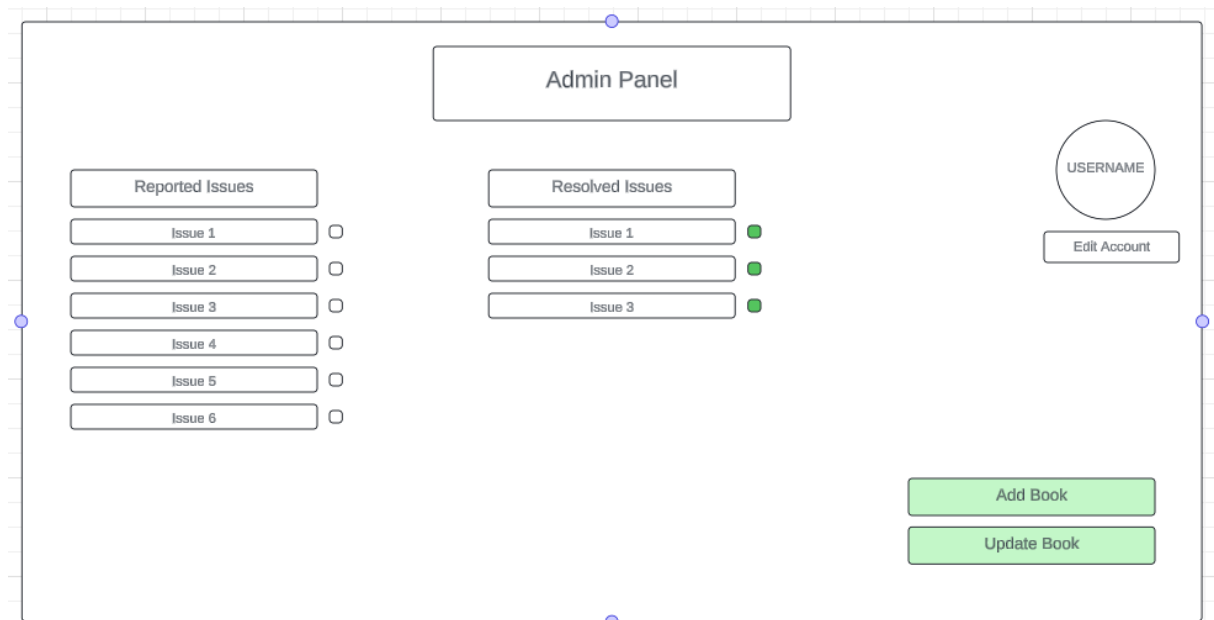 Admin Panel
USERNAME
Edit Account
Reported Issues
Issue 1
Issue 2
Issue 3
Issue 4
Issue 5
Issue 6
Resolved Issues
Issue 1
Issue 2
Issue 3
Add Book
Update Book